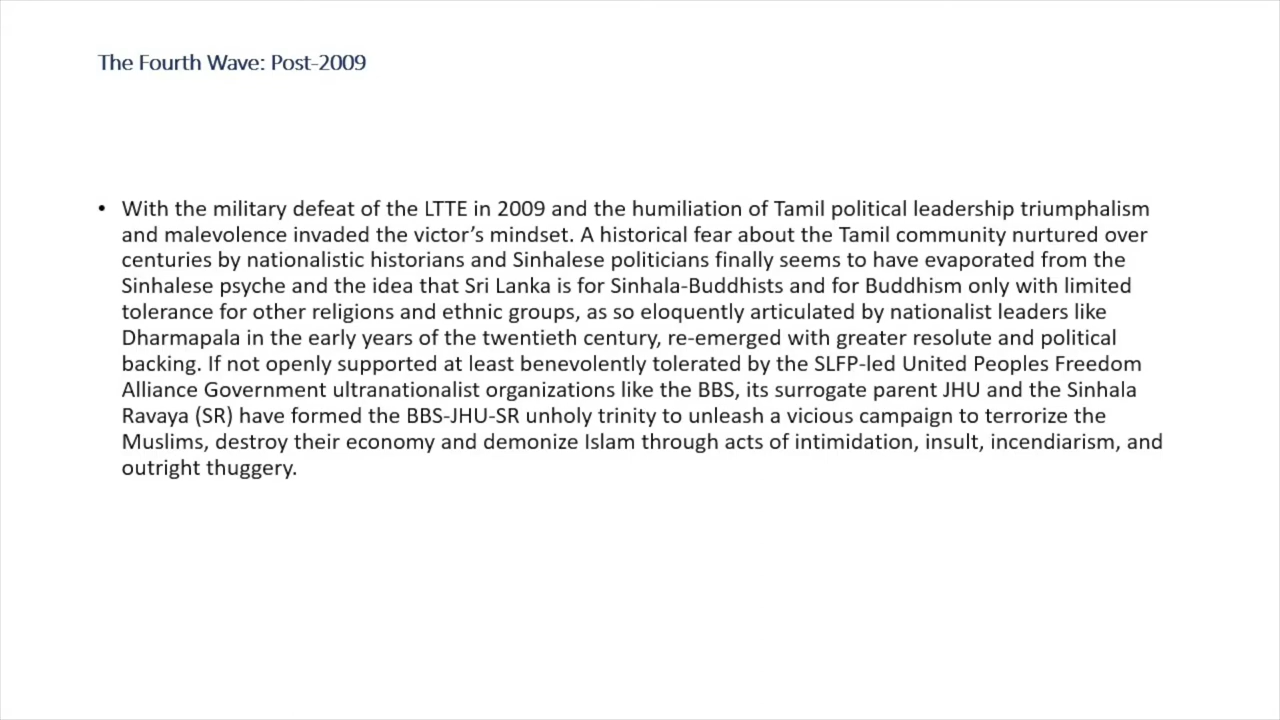 The Fourth Wave: Post-2009
• With the military defeat of the LTTE in 2009 and the humiliation of Tamil political leadership triumphalism
and malevolence invaded the victor’s mindset. A historical fear about the Tamil community nurtured over
centuries by nationalistic historians and Sinhalese politicians finally seems to have evaporated from the
Sinhalese psyche and the idea that Sri Lanka is for Sinhala-Buddhists and for Buddhism only with limited
tolerance for other religions and ethnic groups, as so eloquently articulated by nationalist leaders like
Dharmapala in the early years of the twentieth century, re-emerged with greater resolute and political
backing. If not openly supported at least benevolently tolerated by the SLFP-led United Peoples Freedom
Alliance Government ultranationalist organizations like the BBS, its surrogate parent JHU and the Sinhala
Ravaya (SR) have formed the BBS-JHU-SR unholy trinity to unleash a vicious campaign to terrorize the
Muslims, destroy their economy and demonize Islam through acts of intimidation, insult, incendiarism, and
outright thuggery.